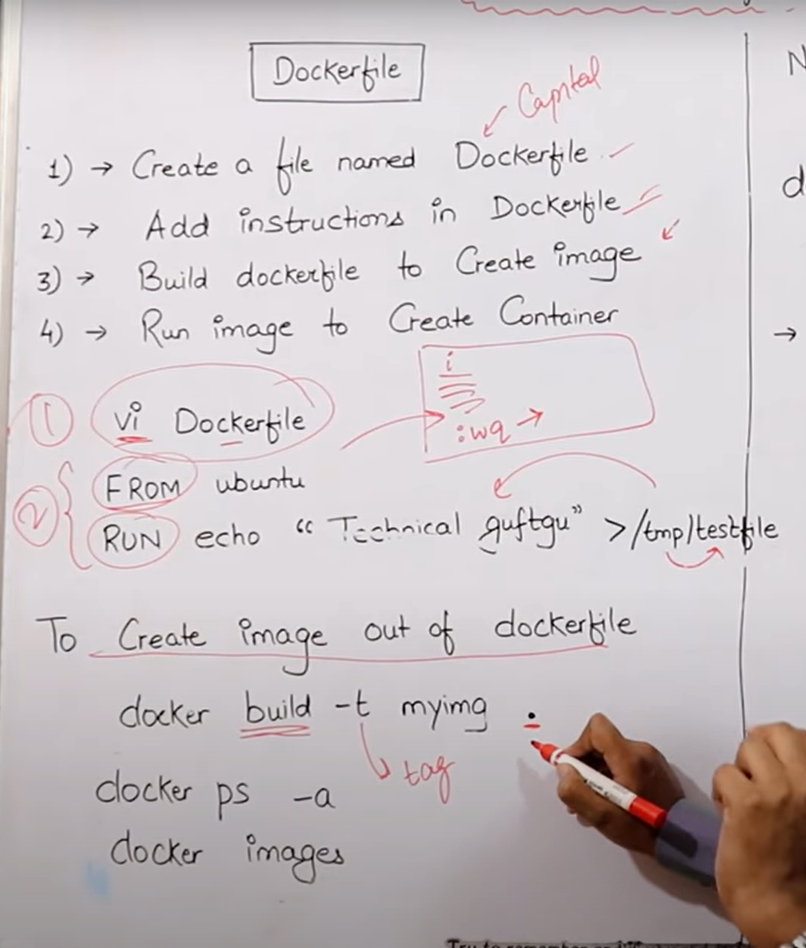 Dockerfile
Capital
1) → Create a file named Dockerfile
2) → Add instructions in Dockerfile
3) → Build dockerfile to Create image
4) → Run image to Create Container
i
1 vi Dockerfile
:wq →
2 FROM ubuntu
RUN echo “Technical guftgu” >/tmp/testfile
To Create image out of dockerfile
docker build -t myimg .
tag
docker ps -a
docker images